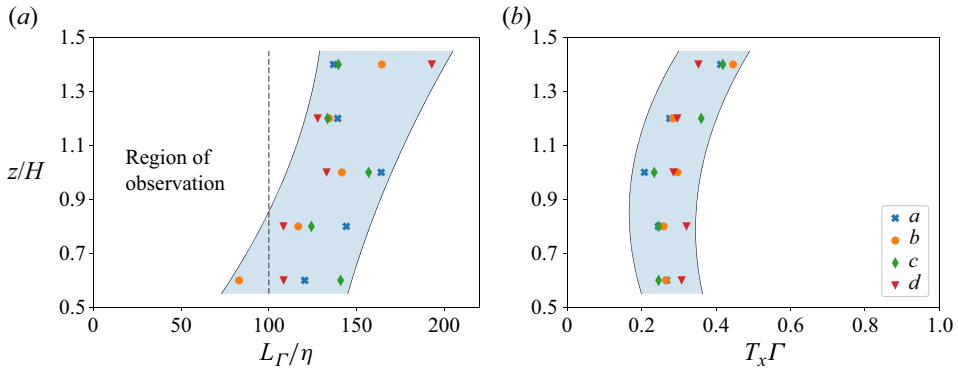 (a)
1.5
1.3
1.1
z/H
0.9
0.7
0.5
Region of
observation
0
50
100
150
200
L_Γ/η
(b)
1.5
1.3
1.1
0.9
0.7
0.5
a
b
c
d
0
0.2
0.4
0.6
0.8
1.0
T_xΓ